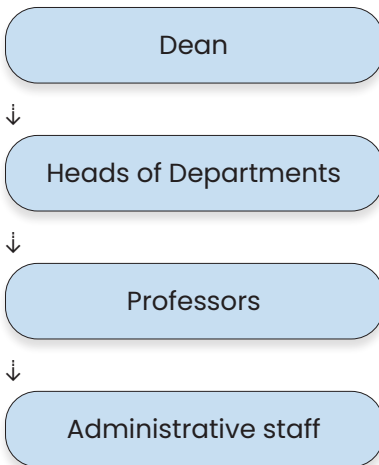 Dean
Heads of Departments
Professors
Administrative staff